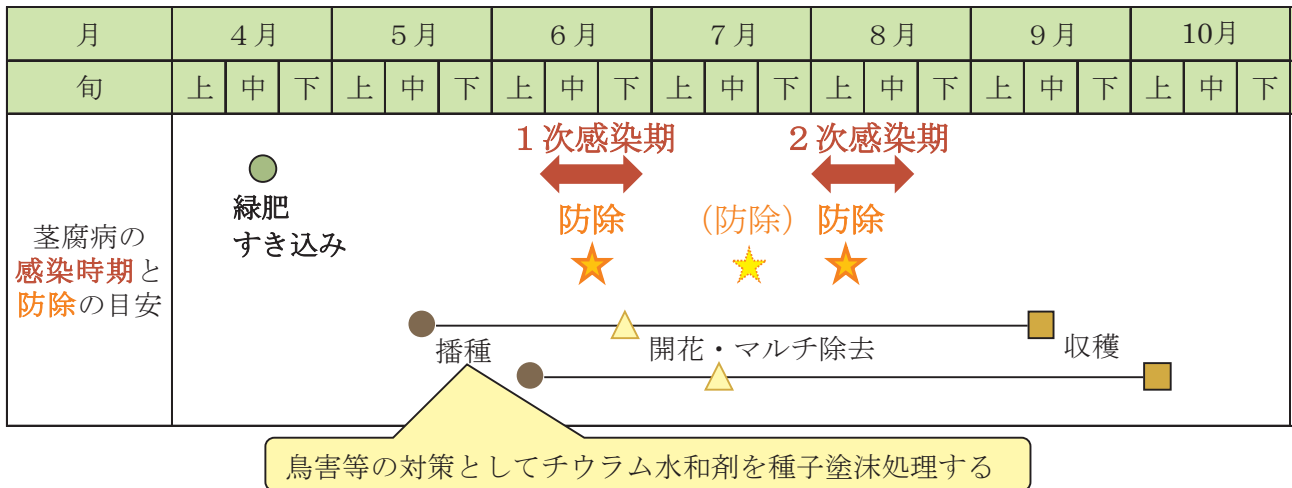 月 4月 5月 6月 7月 8月 9月 10月
旬 上 中 下 上 中 下 上 中 下 上 中 下 上 中 下 上 中 下 上 中 下
茎腐病の
感染時期と
防除の目安
１次感染期 ２次感染期
緑肥
すき込み
防除 (防除) 防除
播種 開花・マルチ除去 収穫
鳥害等の対策としてチウラム水和剤を種子塗沫処理する